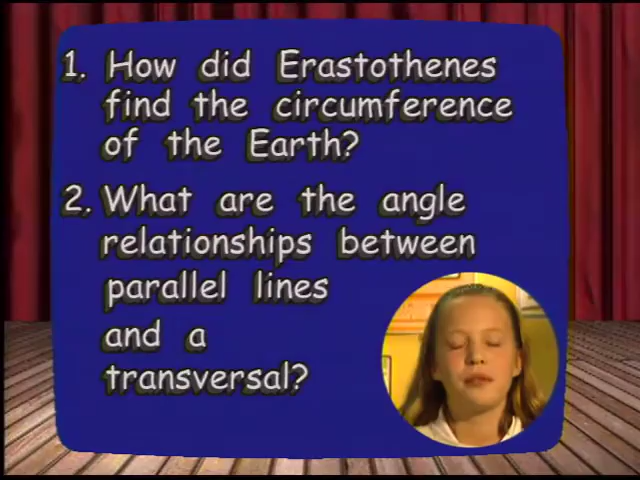 1. How did Erastothenes
find the circumference
of the Earth?
2. What are the angle
relationships between
parallel lines
and a
transversal?